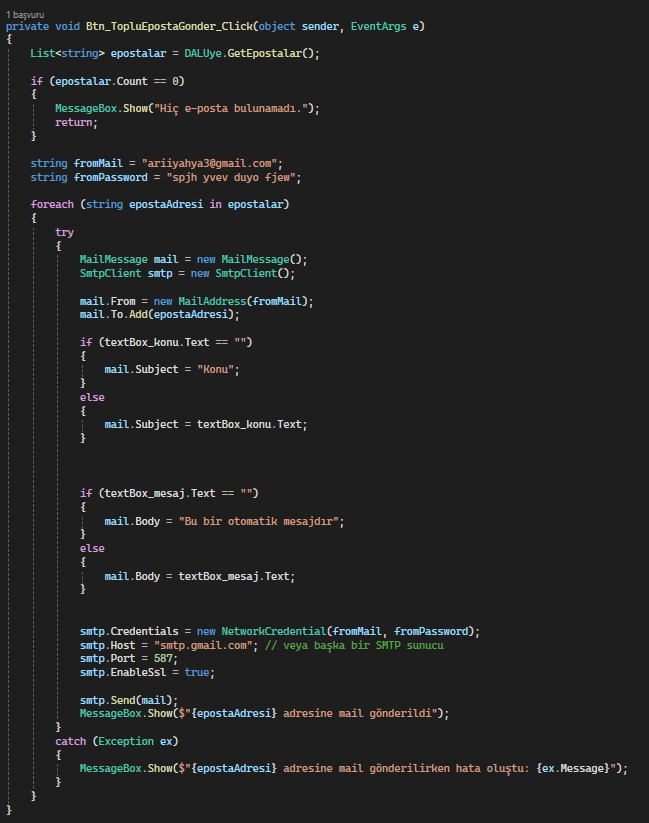 1 başvuru
private void Btn_TopluEpostaGonder_Click(object sender, EventArgs e)
{
List<string> epostalar = DALUye.GetEpostalar();
if (epostalar.Count == 0)
{
MessageBox.Show("Hiç e-posta bulunamadı.");
return;
}
string fromMail = "ariiyahya3@gmail.com";
string fromPassword = "spjh yvev duyo fjew";
foreach (string epostaAdresi in epostalar)
{
try
{
MailMessage mail = new MailMessage();
SmtpClient smtp = new SmtpClient();
mail.From = new MailAddress(fromMail);
mail.To.Add(epostaAdresi);
if (textBox_konu.Text == "")
{
mail.Subject = "Konu";
}
else
{
mail.Subject = textBox_konu.Text;
}
if (textBox_mesaj.Text == "")
{
mail.Body = "Bu bir otomatik mesajdır";
}
else
{
mail.Body = textBox_mesaj.Text;
}
smtp.Credentials = new NetworkCredential(fromMail, fromPassword);
smtp.Host = "smtp.gmail.com"; // veya başka bir SMTP sunucu
smtp.Port = 587;
smtp.EnableSsl = true;
smtp.Send(mail);
MessageBox.Show($"{epostaAdresi} adresine mail gönderildi");
}
catch (Exception ex)
{
MessageBox.Show($"{epostaAdresi} adresine mail gönderilirken hata oluştu: {ex.Message}");
}
}
}